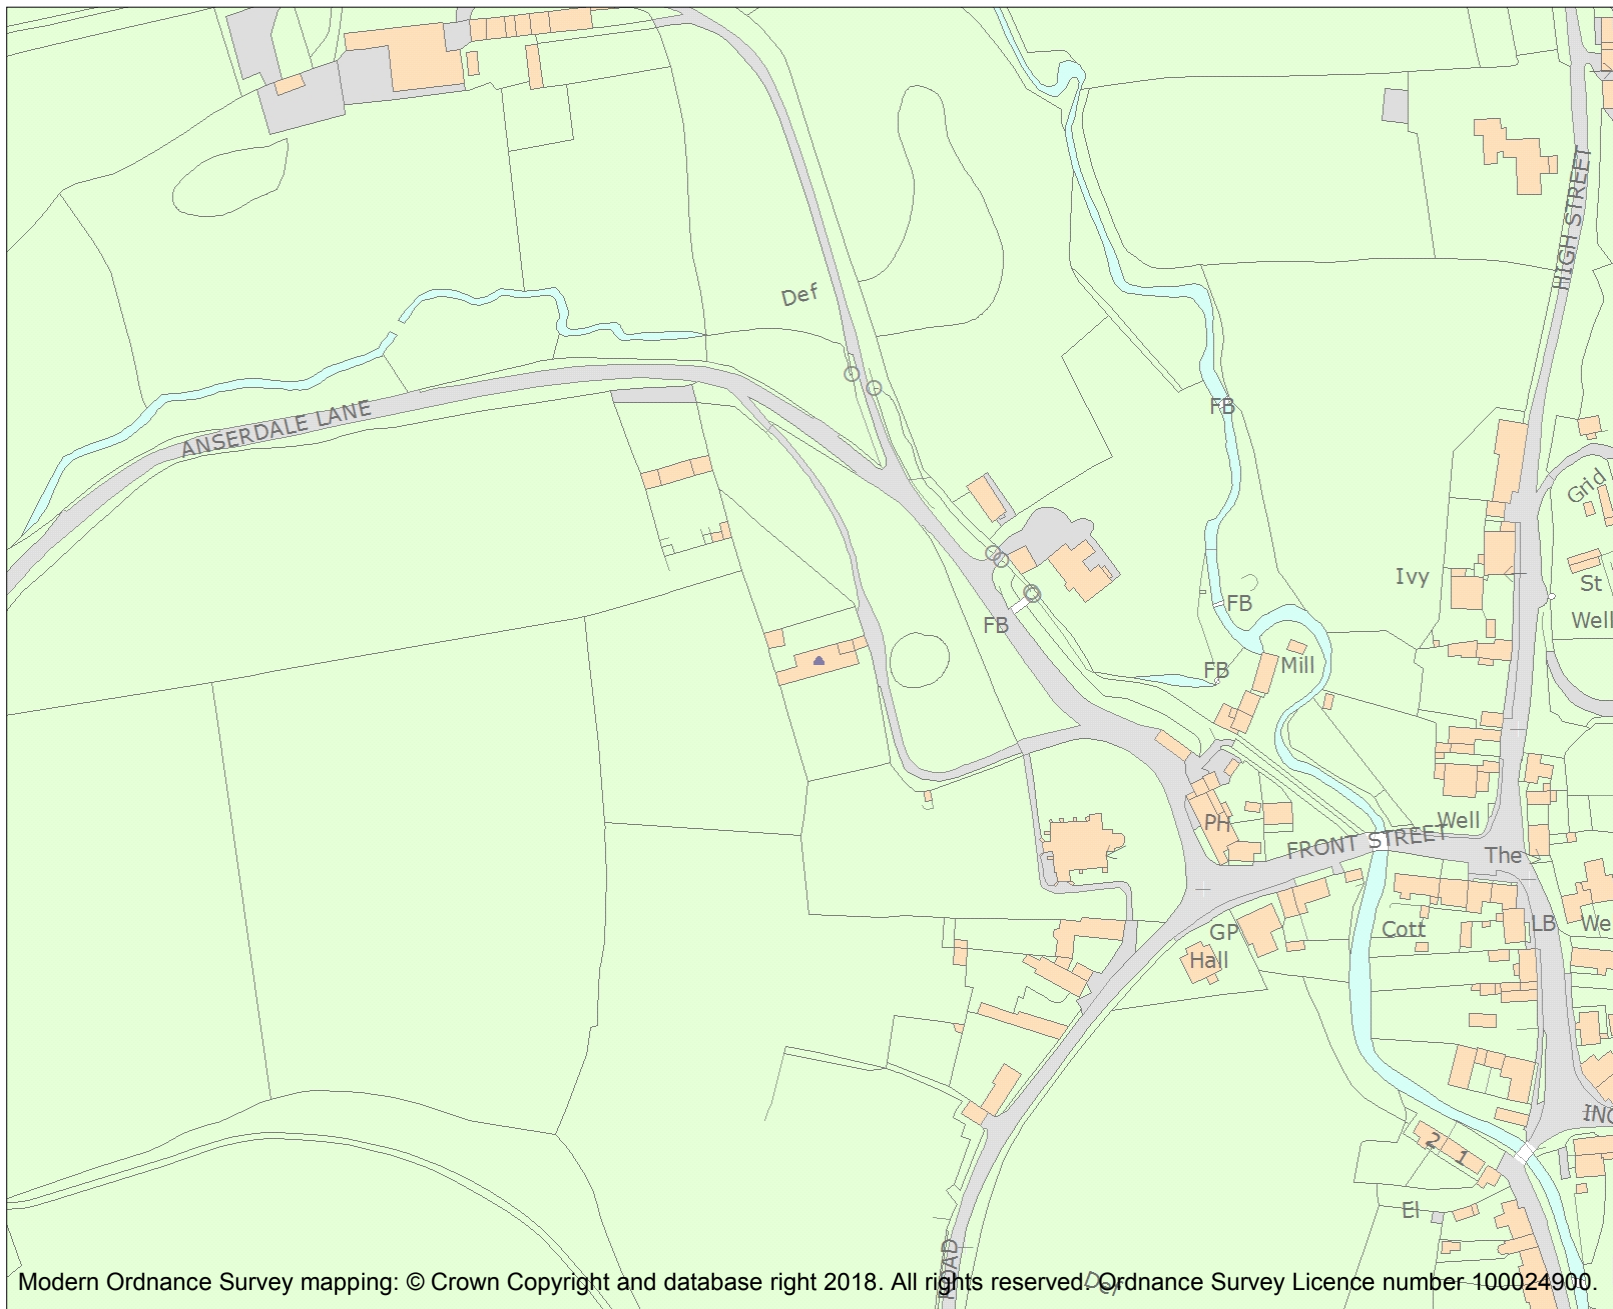 HIGH STREET
Def
ANSERDALE LANE
FB
Grid
Ivy
St
Well
FB
FB
FB
Mill
PH
Well
FRONT STREET
The
GP
Hall
Cott
LB
We
2
1
El
ROAD
Def
Modern Ordnance Survey mapping: © Crown Copyright and database right 2018. All rights reserved. Ordnance Survey Licence number 100024900.